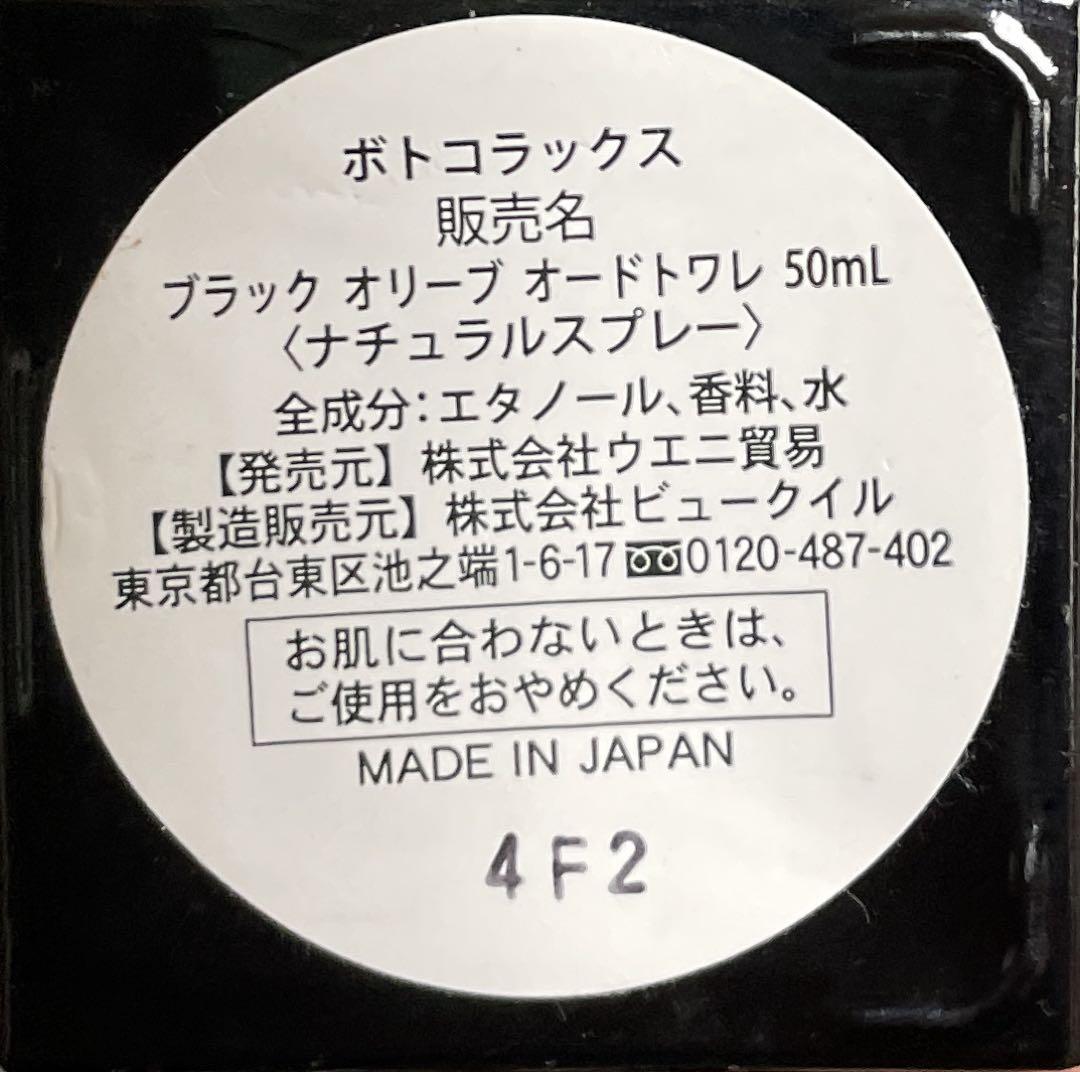 ボトコラックス
販売名
ブラック オリーブ オードトワレ 50mL
〈ナチュラルスプレー〉
全成分：エタノール、香料、水
【発売元】株式会社ウエニ貿易
【製造販売元】株式会社ビュークイル
東京都台東区池之端1-6-17 0120-487-402
お肌に合わないときは、
ご使用をおやめください。
MADE IN JAPAN
4F2